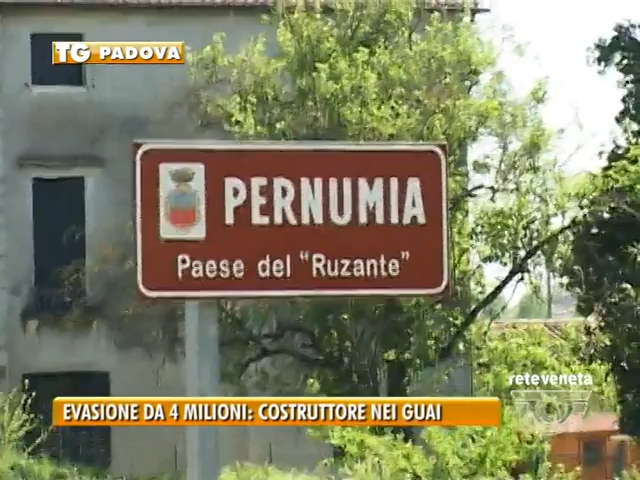 TG PADOVA
PERNUMIA
Paese del "Ruzante"
reteveneta
EVASIONE DA 4 MILIONI: COSTRUTTORE NEI GUAI